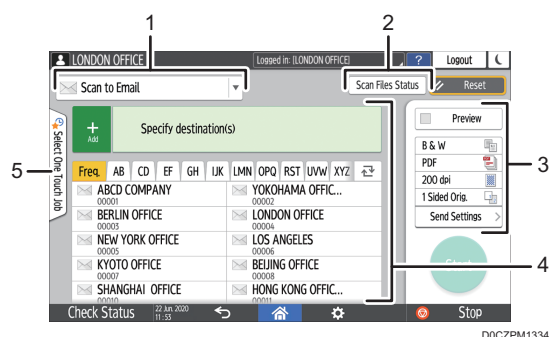 1
2
LONDON OFFICE
Logged in: [LONDON OFFICE]
?
Logout
Scan to Email
Scan Files Status
Reset
Add
Specify destination(s)
Preview
Select One Touch Job
5
B & W
3
Freq. AB CD EF GH IJK LMN OPQ RST UVW XYZ
PDF
ABCD COMPANY
00001
YOKOHAMA OFFIC...
00002
200 dpi
BERLIN OFFICE
00003
LONDON OFFICE
00004
1 Sided Orig.
NEW YORK OFFICE
00005
LOS ANGELES
00006
Send Settings
KYOTO OFFICE
00007
BEIJING OFFICE
00008
Start
4
SHANGHAI OFFICE
00010
HONG KONG OFFIC...
00011
Check Status
22 Jun. 2020
11:53
Stop
D0CZPM1334